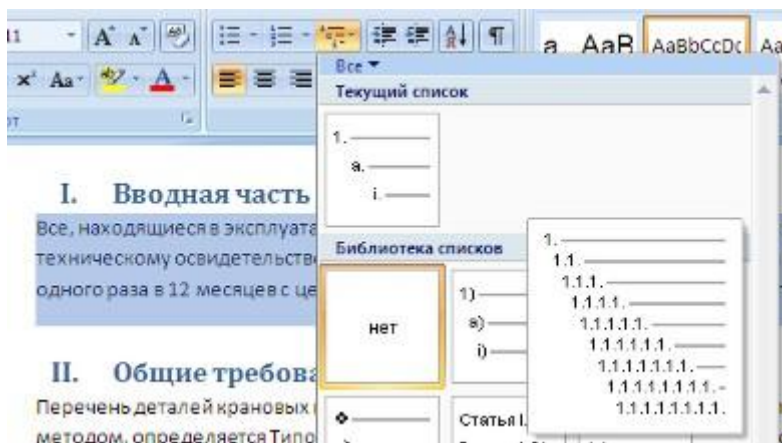 11
A A
a AaB AaBbCcDc Aa
x² Aa A
Все
Текущий список
1.
a.
i.
I. Вводная часть
Все, находящиеся в эксплуата
техническому освидетельств
одного раза в 12 месяцев с це
Библиотека списков
нет
1)
a)
i)
1.
1.1.
1.1.1.
1.1.1.1.
1.1.1.1.1.
1.1.1.1.1.1.
1.1.1.1.1.1.1.
1.1.1.1.1.1.1.1.
1.1.1.1.1.1.1.1.1.
II. Общие требова
Перечень деталей крановых
Статья I.
методом, определяется Типо